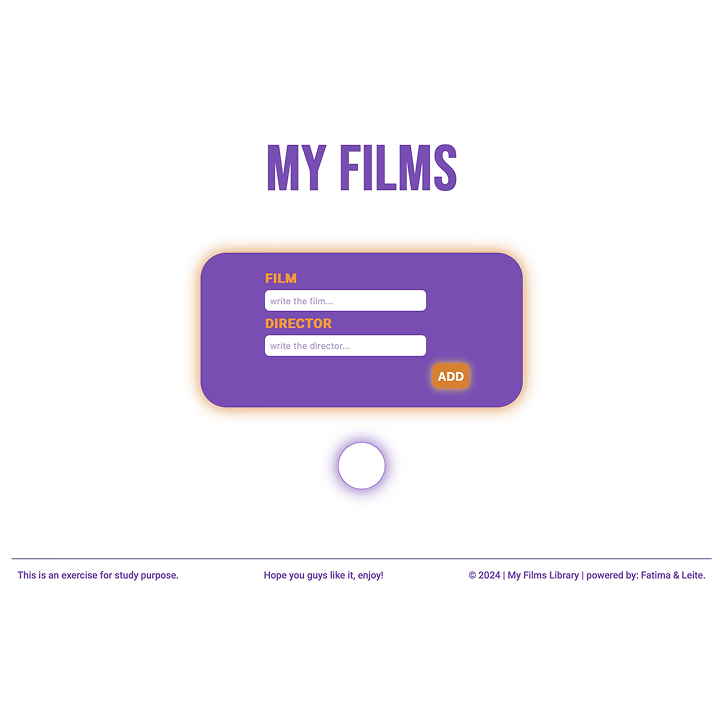 MY FILMS
FILM
write the film...
DIRECTOR
write the director...
ADD
This is an exercise for study purpose.
Hope you guys like it, enjoy!
© 2024 | My Films Library | powered by: Fatima & Leite.